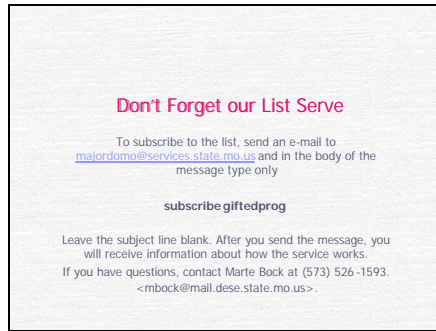 Don't Forget our List Serve
To subscribe to the list, send an e-mail to
majordomo@services.state.mo.us and in the body of the
message type only
subscribe giftedprog
Leave the subject line blank. After you send the message, you
will receive information about how the service works.
If you have questions, contact Marte Bock at (573) 526-1593.
<mbock@mail.dese.state.mo.us>.